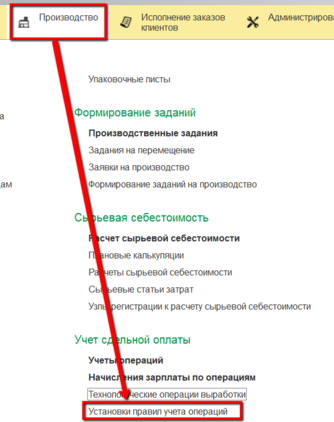 Производство
Исполнение заказов
клиентов
Администриров
Упаковочные листы
а
Формирование заданий
Производственные задания
Задания на перемещение
Заявки на производство
дам
Формирование заданий на производство
Сырьевая себестоимость
Расчет сырьевой себестоимости
Плановые калькуляции
Расчеты сырьевой себестоимости
Сырьевые статьи затрат
Узлы регистрации к расчету сырьевой себестоимости
Учет сдельной оплаты
Учеты операций
Начисления зарплаты по операциям
Технологические операции выработки
Установки правил учета операций